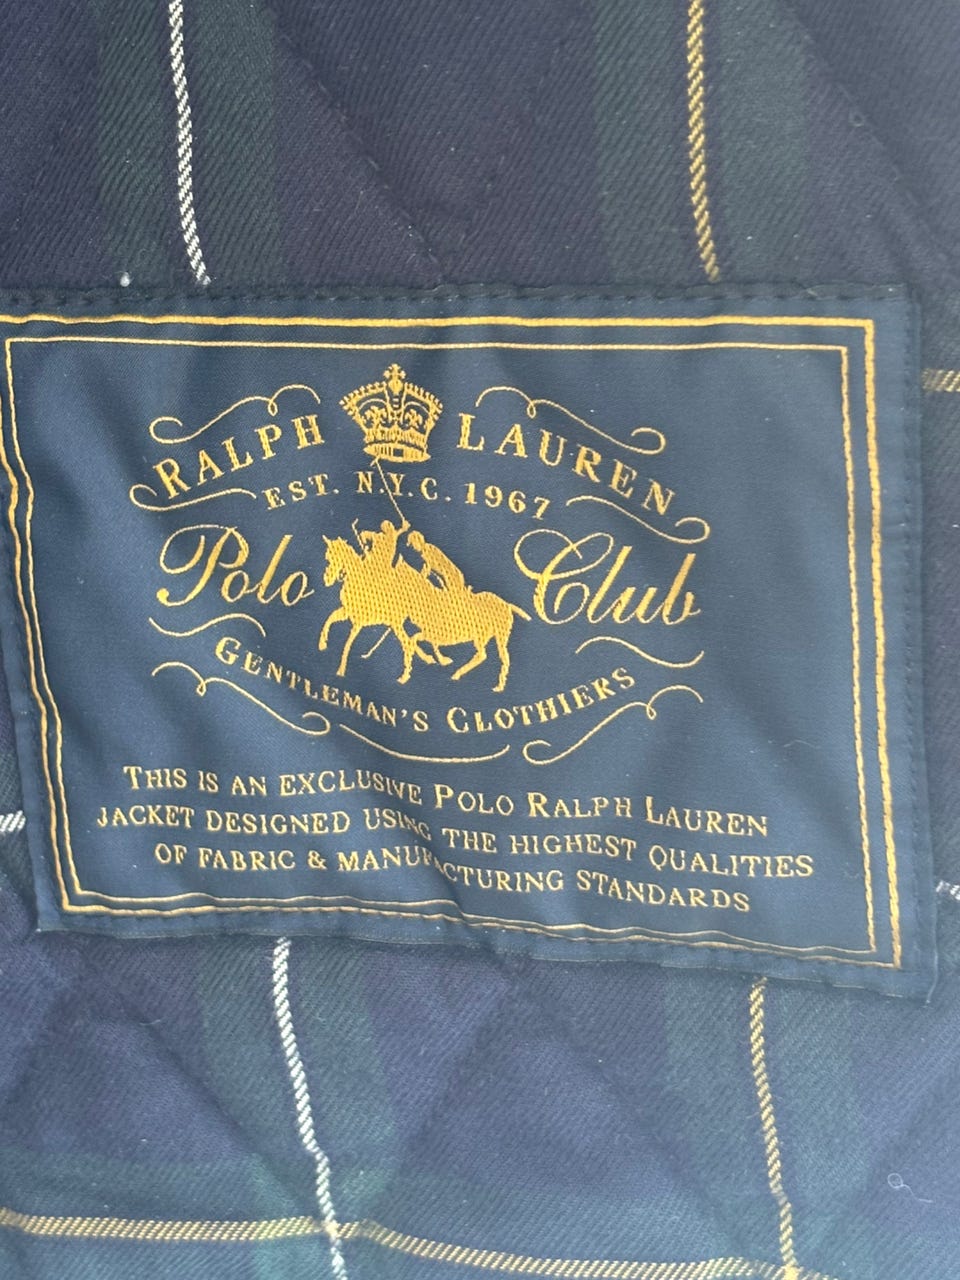 RALPH LAUREN
EST. N.Y.C. 1967
Polo Club
GENTLEMAN'S CLOTHIERS
THIS IS AN EXCLUSIVE POLO RALPH LAUREN
JACKET DESIGNED USING THE HIGHEST QUALITIES
OF FABRIC & MANUFACTURING STANDARDS